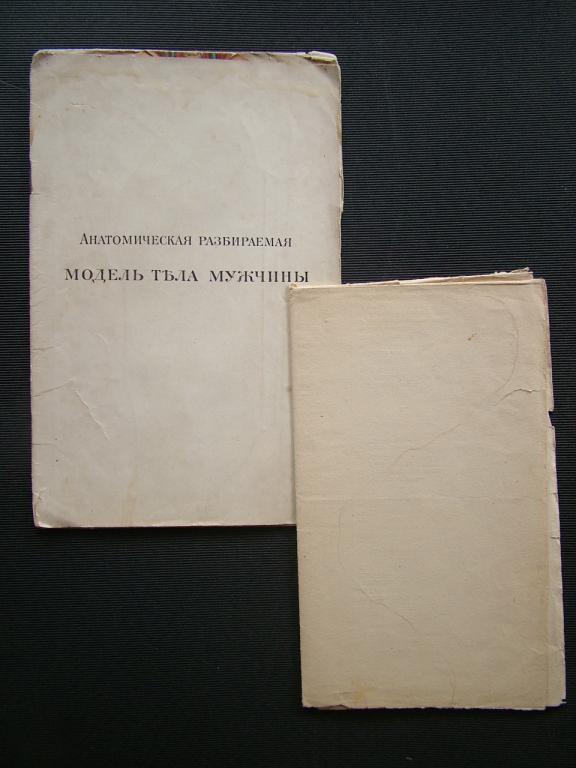 Анатомическая разбираемая
МОДЕЛЬ ТѢЛА МУЖЧИНЫ